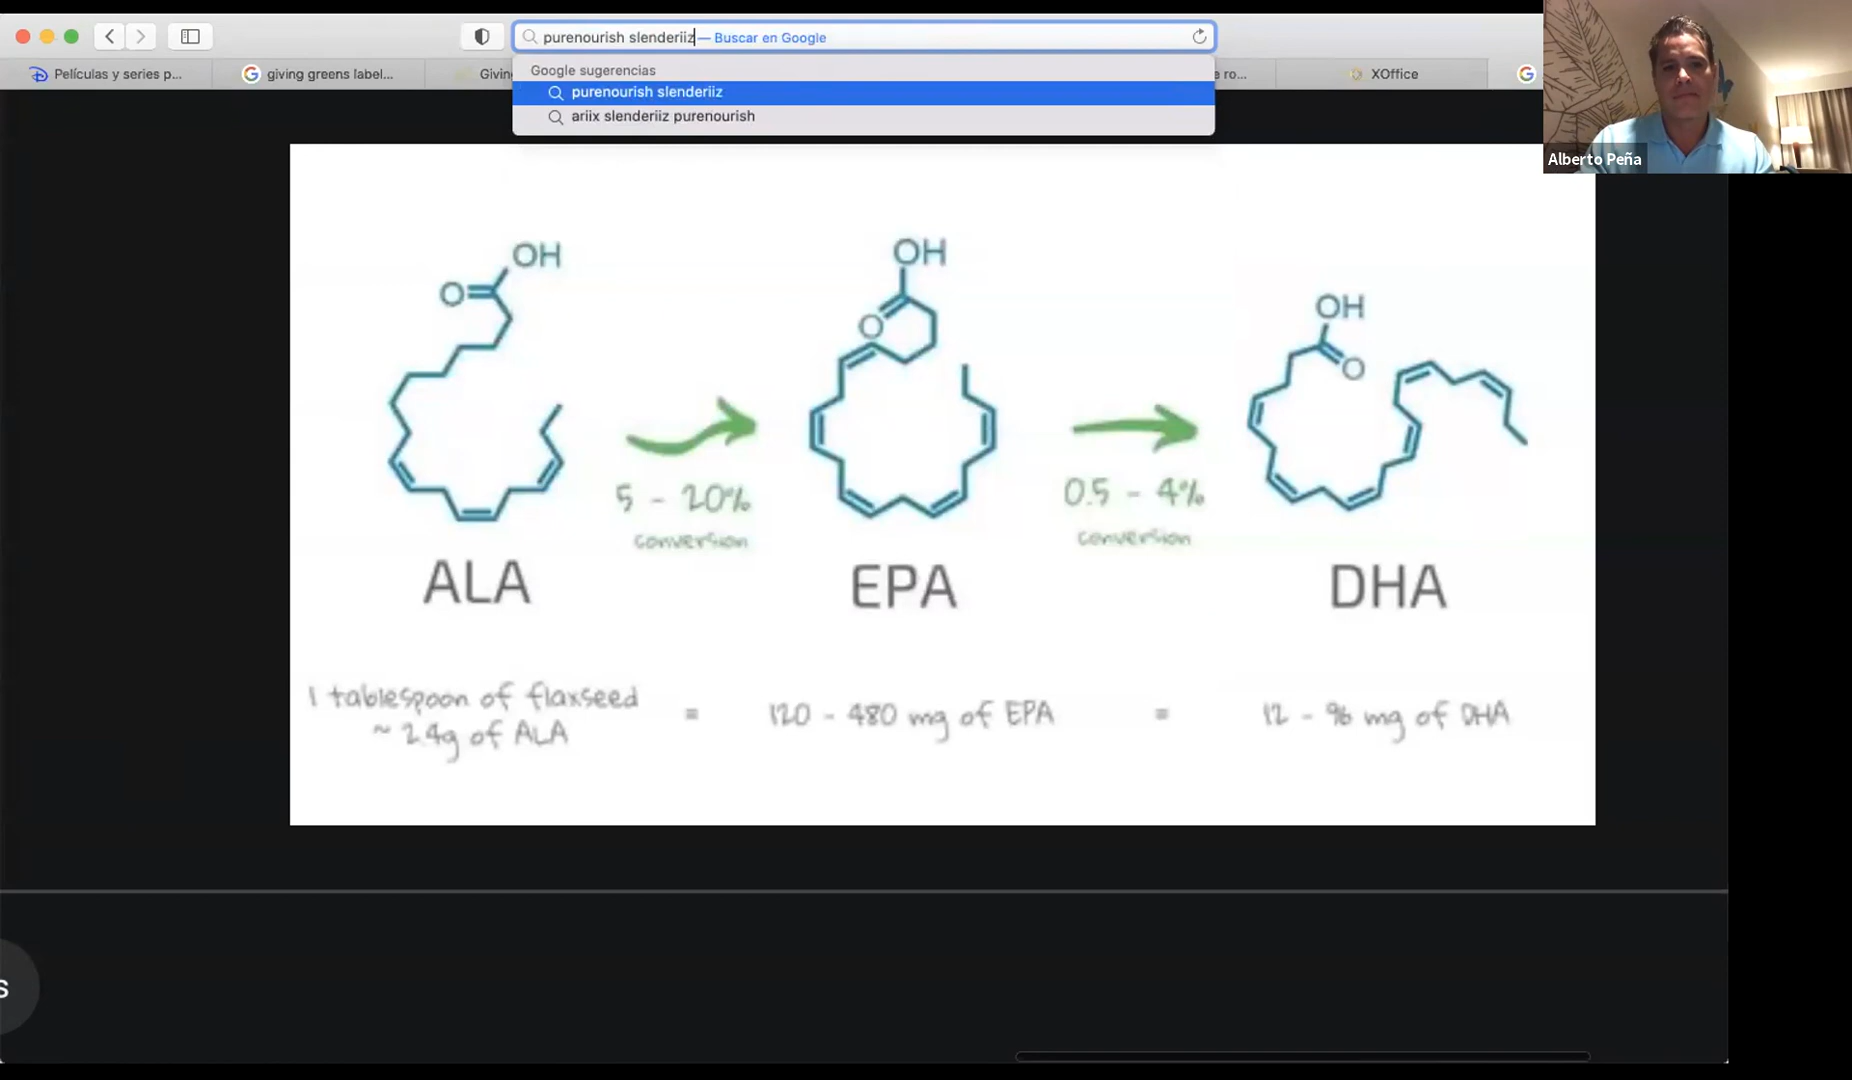 purenourish slenderiiz — Buscar en Google
Películas y series p...
giving greens label...
Givin
e ro...
XOffice
Google sugerencias
purenourish slenderiiz
ariix slenderiiz purenourish
Alberto Peña
OH
O
OH
O
OH
O
5 - 20%
conversion
0.5 - 4%
conversion
ALA
EPA
DHA
1 tablespoon of flaxseed
~ 2.4g of ALA
=
120 - 480 mg of EPA
=
12 - 96 mg of DHA
s